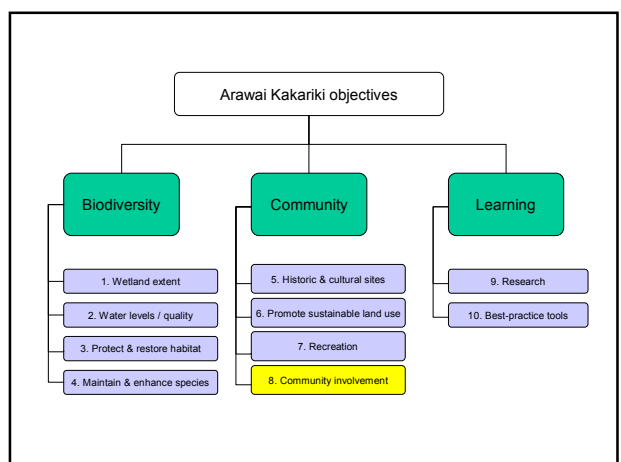 Arawai Kakariki objectives
Biodiversity
Community
Learning
1. Wetland extent
2. Water levels / quality
3. Protect & restore habitat
4. Maintain & enhance species
5. Historic & cultural sites
6. Promote sustainable land use
7. Recreation
8. Community involvement
9. Research
10. Best-practice tools